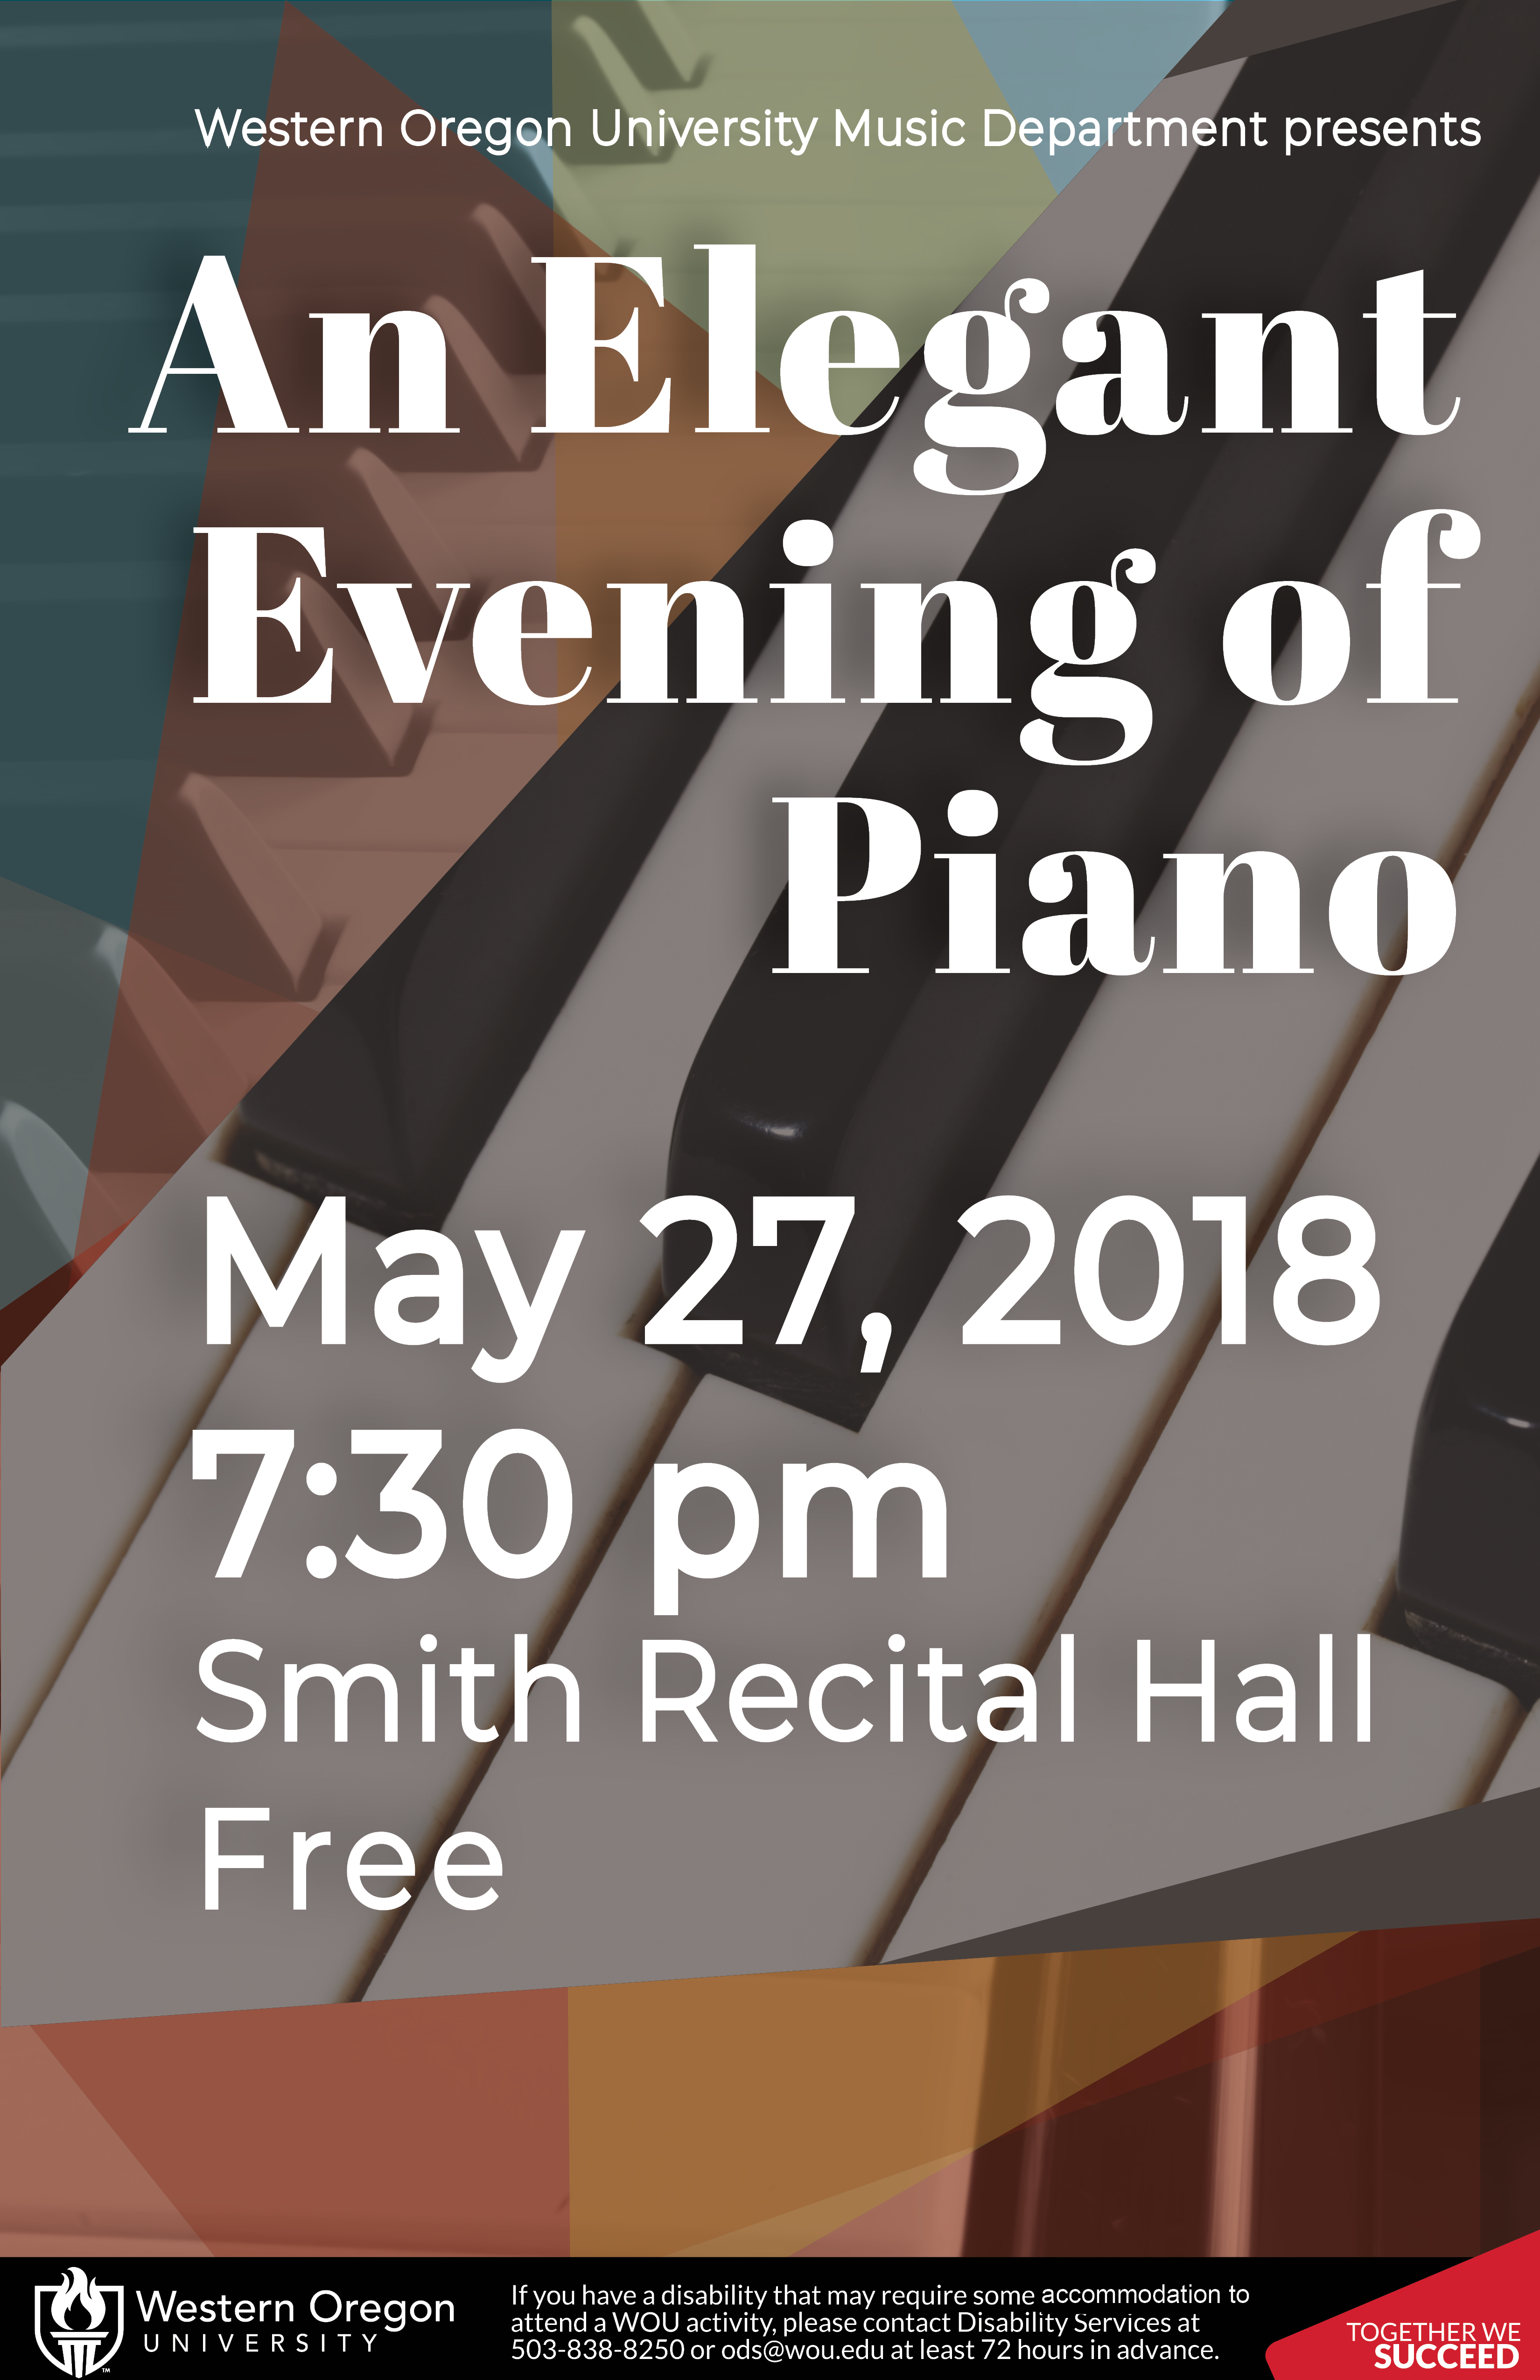 Western Oregon University Music Department presents
An Elegant
Evening of
Piano
May 27, 2018
7:30 pm
Smith Recital Hall
Free
Western Oregon
UNIVERSITY
TM
If you have a disability that may require some accommodation to
attend a WOU activity, please contact Disability Services at
503-838-8250 or ods@wou.edu at least 72 hours in advance.
TOGETHER WE
SUCCEED